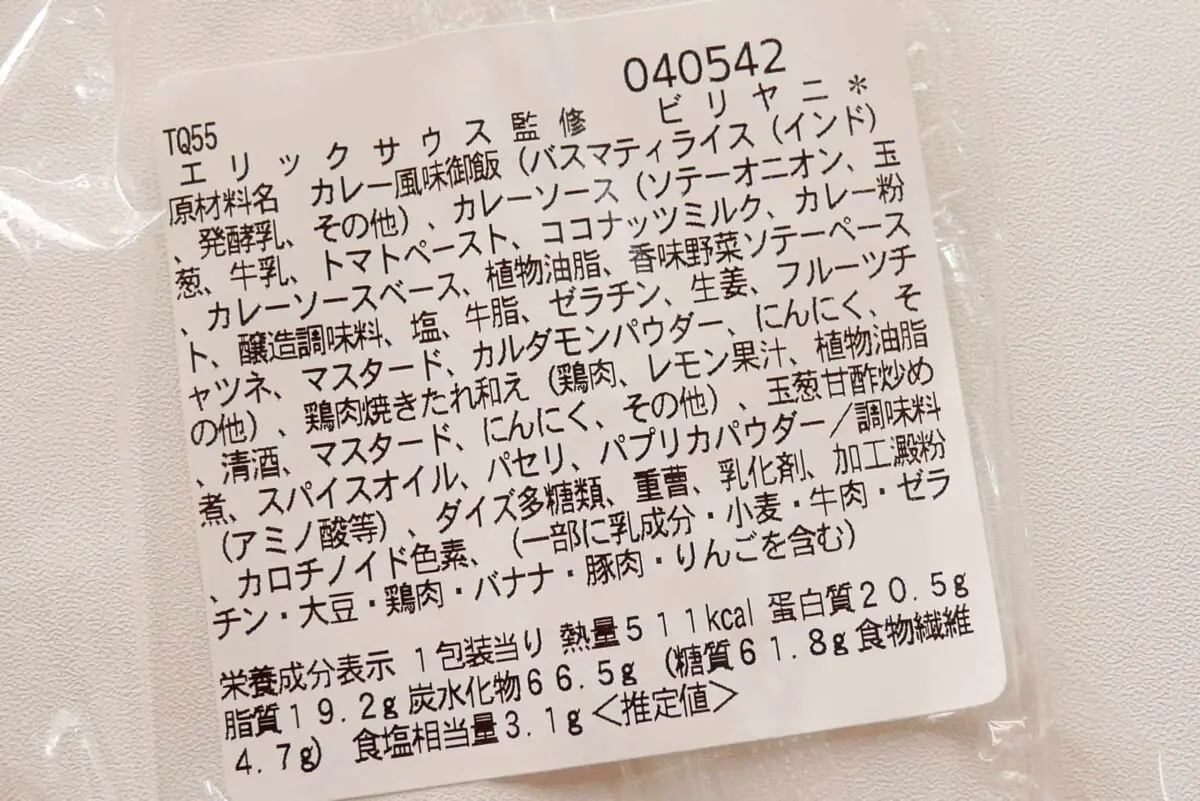 040542
TQ55
エリックサウス監修 ビリヤニ*
原材料名 カレー風味御飯(バスマティライス(インド)
、発酵乳、その他)、カレーソース(ソテーオニオン、玉
葱、牛乳、トマトペースト、ココナッツミルク、カレー粉
、カレーソースベース、植物油脂、香味野菜ソテーペース
ト、醸造調味料、塩、牛脂、ゼラチン、生姜、フルーツチ
ャツネ、マスタード、カルダモンパウダー、にんにく、そ
の他)、鶏肉焼きたれ和え(鶏肉、レモン果汁、植物油脂
、清酒、マスタード、にんにく、その他)、玉葱甘酢炒め
煮、スパイスオイル、パセリ、パプリカパウダー/調味料
(アミノ酸等)、ダイズ多糖類、重曹、乳化剤、加工澱粉
、カロチノイド色素、(一部に乳成分・小麦・牛肉・ゼラ
チン・大豆・鶏肉・バナナ・豚肉・りんごを含む)
栄養成分表示 1包装当り 熱量511kcal 蛋白質20.5g
脂質19.2g 炭水化物66.5g (糖質61.8g 食物繊維
4.7g) 食塩相当量3.1g <推定値>